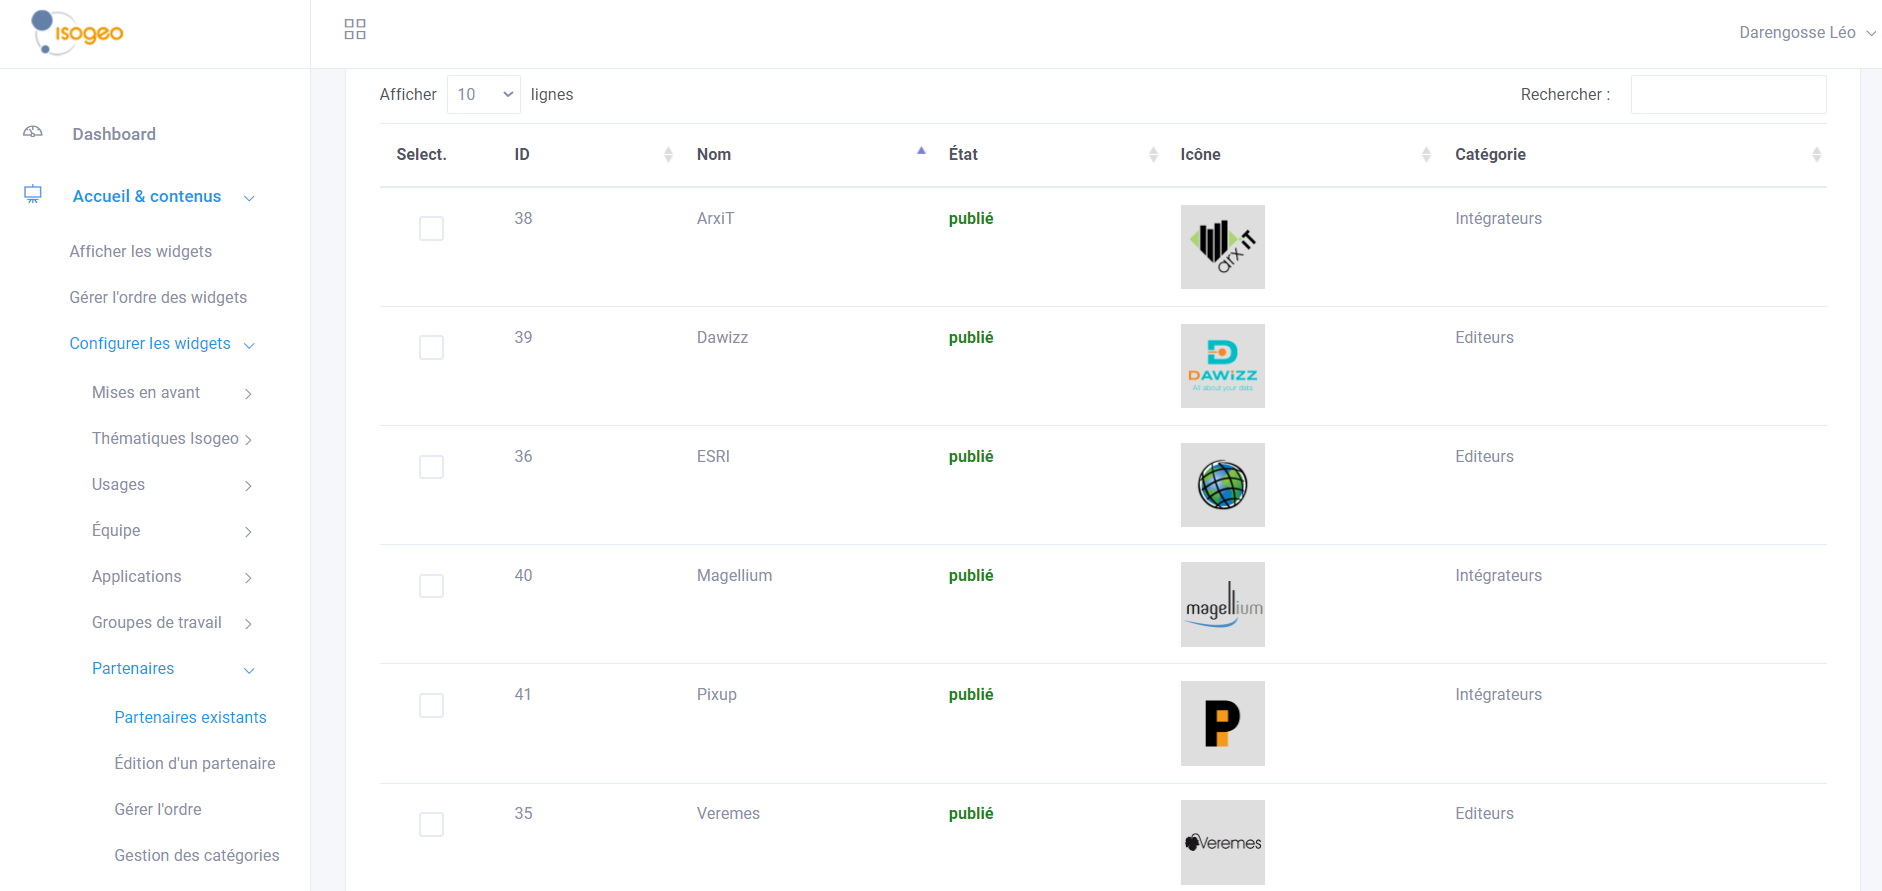 isogeo
Darengosse Léo
Afficher 10 lignes
Rechercher :
Dashboard
Accueil & contenus
Afficher les widgets
Gérer l'ordre des widgets
Configurer les widgets
Mises en avant
Thématiques Isogeo
Usages
Équipe
Applications
Groupes de travail
Partenaires
Partenaires existants
Édition d'un partenaire
Gérer l'ordre
Gestion des catégories
Select. ID Nom État Icône Catégorie
38 ArxiT publié arx iT Intégrateurs
39 Dawizz publié DAWiZZ All about your data Editeurs
36 ESRI publié Editeurs
40 Magellium publié magellium Intégrateurs
41 Pixup publié P Intégrateurs
35 Veremes publié Veremes Editeurs